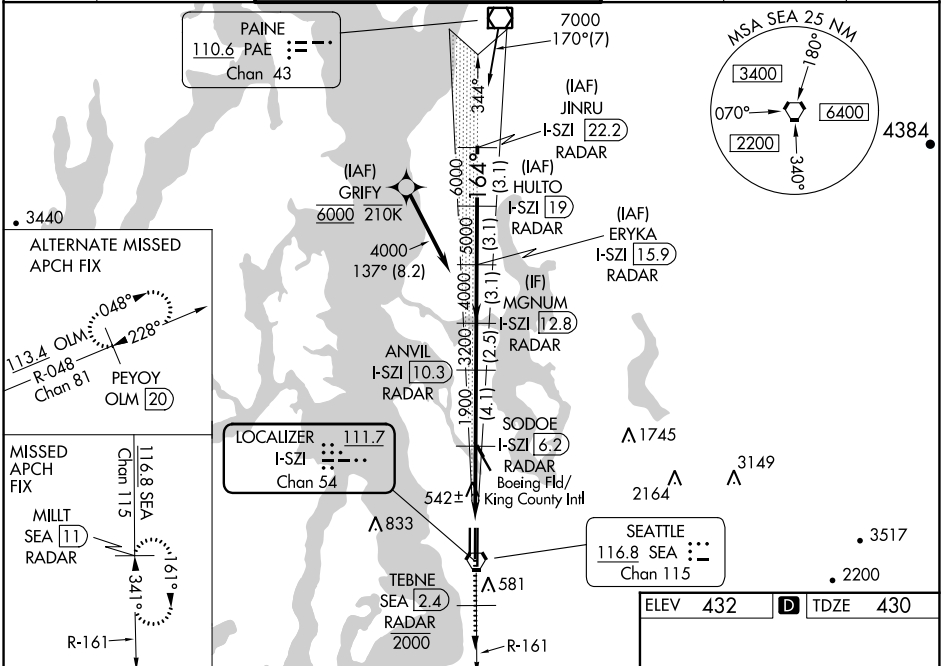 PAINE
110.6 PAE
Chan 43
7000
170°(7)
344°
(IAF)
JINRU
I-SZI 22.2
RADAR
6000
164°
(3.1)
(IAF)
HULTO
I-SZI 19
RADAR
5000
(3.1)
(IAF)
ERYKA
I-SZI 15.9
RADAR
4000
(3.1)
(IF)
MGNUM
I-SZI 12.8
RADAR
3200
(2.5)
ANVIL
I-SZI 10.3
RADAR
1900
(4.1)
SODOE
I-SZI 6.2
RADAR
Boeing Fld/
King County Intl
(IAF)
GRIFY
6000 210K
4000
137° (8.2)
MSA SEA 25 NM
180°
3400
070°
6400
2200
340°
4384
3440
ALTERNATE MISSED
APCH FIX
048°
228°
113.4 OLM
R-048
Chan 81
PEYOY
OLM 20
MISSED
APCH
FIX
116.8 SEA
Chan 115
MILLT
SEA 11
RADAR
161°
341°
R-161
LOCALIZER 111.7
I-SZI
Chan 54
542±
833
1745
2164
3149
3517
2200
SEATTLE
116.8 SEA
Chan 115
TEBNE
SEA 2.4
RADAR
2000
581
R-161
ELEV 432 D TDZE 430